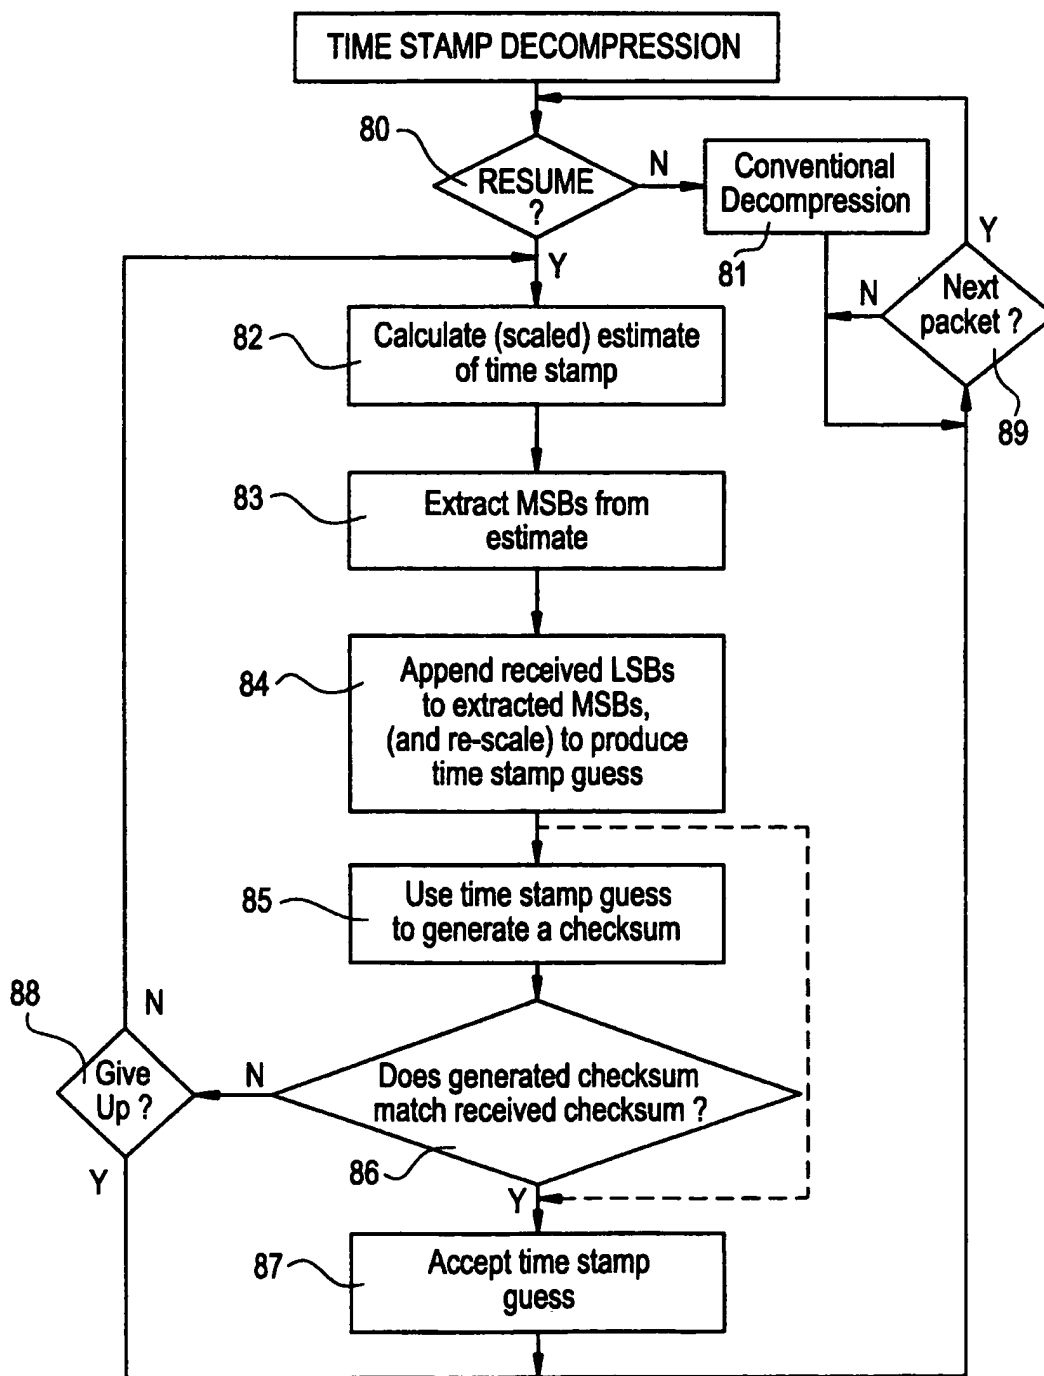 TIME STAMP DECOMPRESSION
80
RESUME
?
N
Y
Conventional
Decompression
81
Y
N
Next
packet ?
89
82
Calculate (scaled) estimate
of time stamp
83
Extract MSBs from
estimate
84
Append received LSBs
to extracted MSBs,
(and re-scale) to produce
time stamp guess
85
Use time stamp guess
to generate a checksum
88
N
Give
Up ?
Y
N
Does generated checksum
match received checksum ?
86
Y
87
Accept time stamp
guess